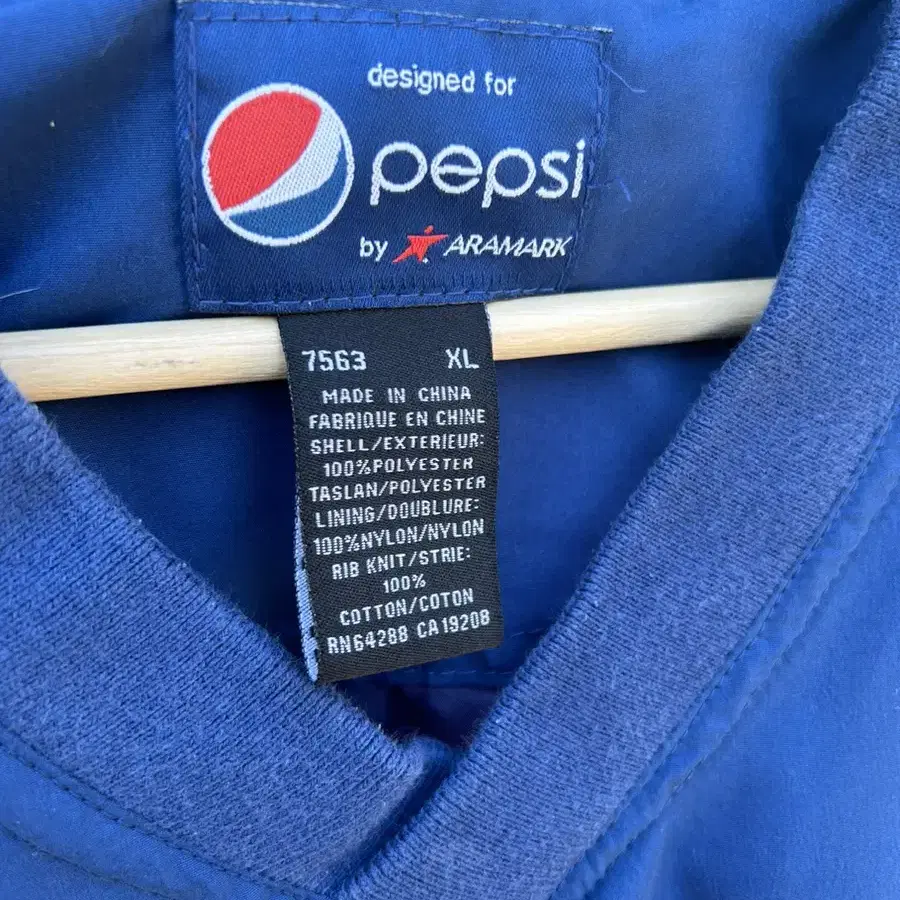 designed for
pepsi
by ARAMARK
7563 XL
MADE IN CHINA
FABRIQUE EN CHINE
SHELL/EXTERIEUR:
100%POLYESTER
TASLAN/POLYESTER
LINING/DOUBLURE:
100%NYLON/NYLON
RIB KNIT/STRIE:
100%
COTTON/COTON
RN64288 CA19208